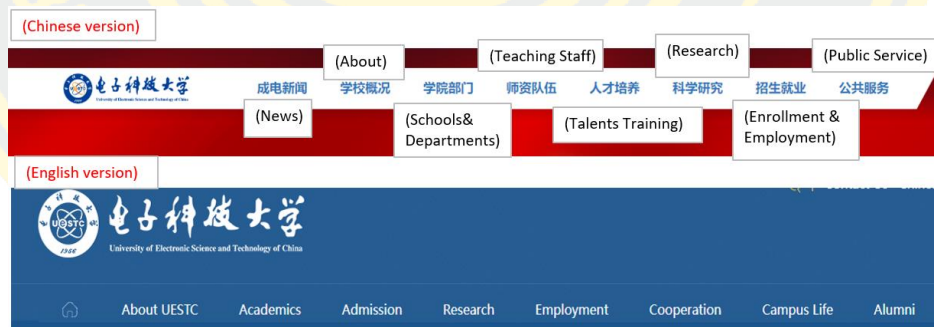 (Chinese version)
(About)
(Teaching Staff)
(Research)
(Public Service)
电子科技大学
University of Electronic Science and Technology of China
成电新闻 学校概况 学院部门 师资队伍 人才培养 科学研究 招生就业 公共服务
(News)
(Schools&
Departments)
(Talents Training)
(Enrollment &
Employment)
(English version)
UESTC
1956
电子科技大学
University of Electronic Science and Technology of China
About UESTC Academics Admission Research Employment Cooperation Campus Life Alumni